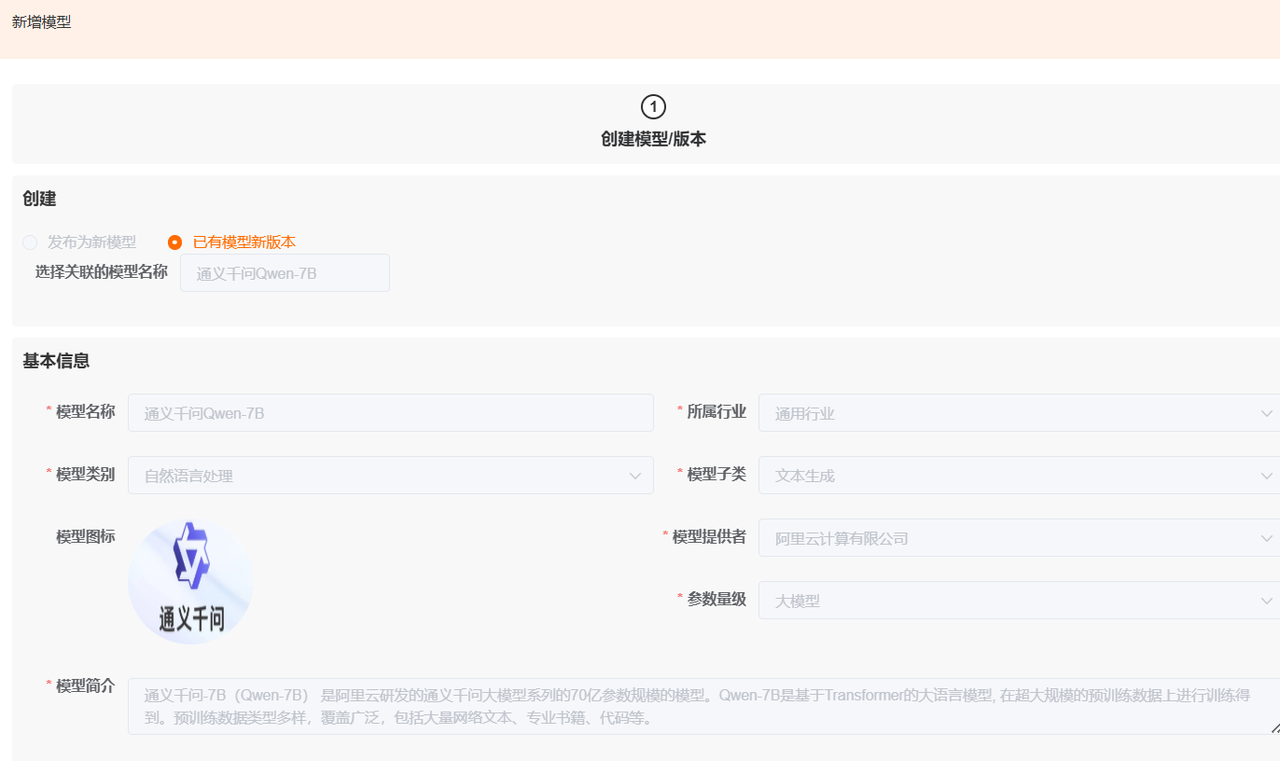 新增模型
1
创建模型/版本
创建
发布为新模型 已有模型新版本
选择关联的模型名称 通义千问Qwen-7B
基本信息
* 模型名称 通义千问Qwen-7B * 所属行业 通用行业
* 模型类别 自然语言处理 * 模型子类 文本生成
模型图标 * 模型提供者 阿里云计算有限公司
通义千问
* 参数量级 大模型
* 模型简介 通义千问-7B（Qwen-7B） 是阿里云研发的通义千问大模型系列的70亿参数规模的模型。Qwen-7B是基于Transformer的大语言模型, 在超大规模的预训练数据上进行训练得
到。预训练数据类型多样，覆盖广泛，包括大量网络文本、专业书籍、代码等。